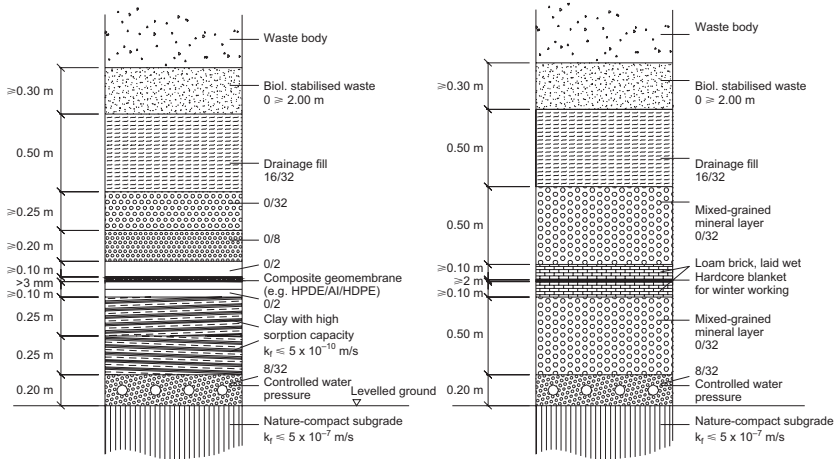 Waste body
≥0.30 m
Biol. stabilised waste
0 ≥ 2.00 m
0.50 m
Drainage fill
16/32
≥0.25 m
0/32
≥0.20 m
0/8
≥0.10 m
0/2
>3 mm
Composite geomembrane
(e.g. HPDE/Al/HDPE)
≥0.10 m
0/2
0.25 m
Clay with high
sorption capacity
k_f ≤ 5 x 10⁻¹⁰ m/s
0.25 m
8/32
0.20 m
Controlled water
pressure
Levelled ground
Nature-compact subgrade
k_f ≤ 5 x 10⁻⁷ m/s
Waste body
≥0.30 m
Biol. stabilised waste
0 ≥ 2.00 m
0.50 m
Drainage fill
16/32
0.50 m
Mixed-grained
mineral layer
0/32
≥0.10 m
Loam brick, laid wet
≥2 m
Hardcore blanket
for winter working
≥0.10 m
0.50 m
Mixed-grained
mineral layer
0/32
8/32
0.20 m
Controlled water
pressure
Nature-compact subgrade
k_f ≤ 5 x 10⁻⁷ m/s